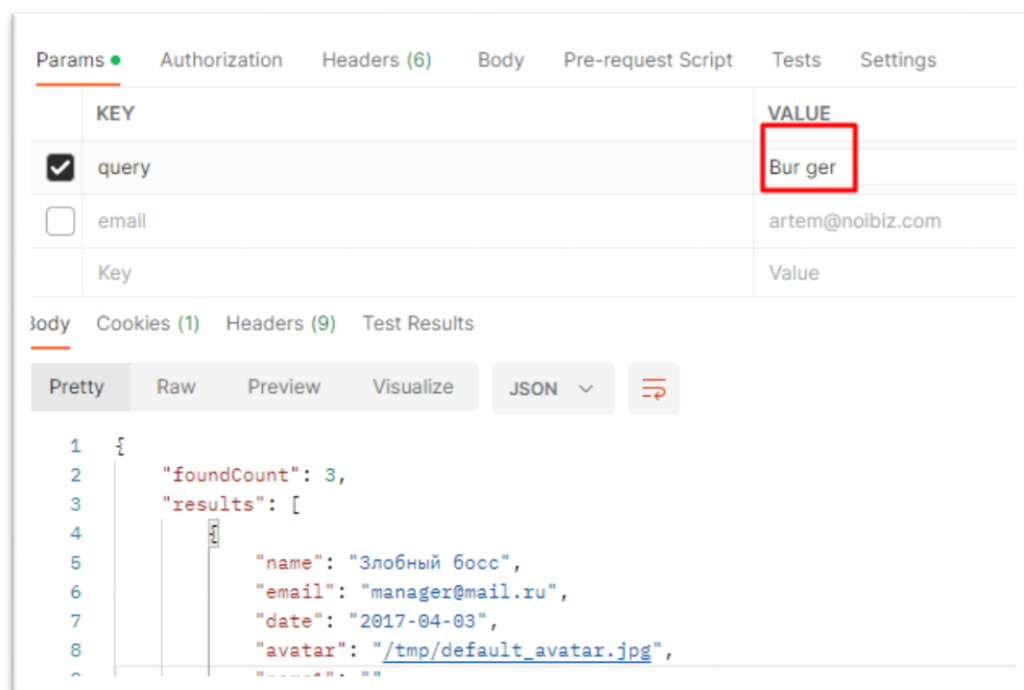 Params Authorization Headers (6) Body Pre-request Script Tests Settings
KEY VALUE
query Bur ger
email artem@noibiz.com
Key Value
Body Cookies (1) Headers (9) Test Results
Pretty Raw Preview Visualize JSON
1 {
2 "foundCount": 3,
3 "results": [
4 {
5 "name": "Злобный босс",
6 "email": "manager@mail.ru",
7 "date": "2017-04-03",
8 "avatar": "/tmp/default_avatar.jpg",